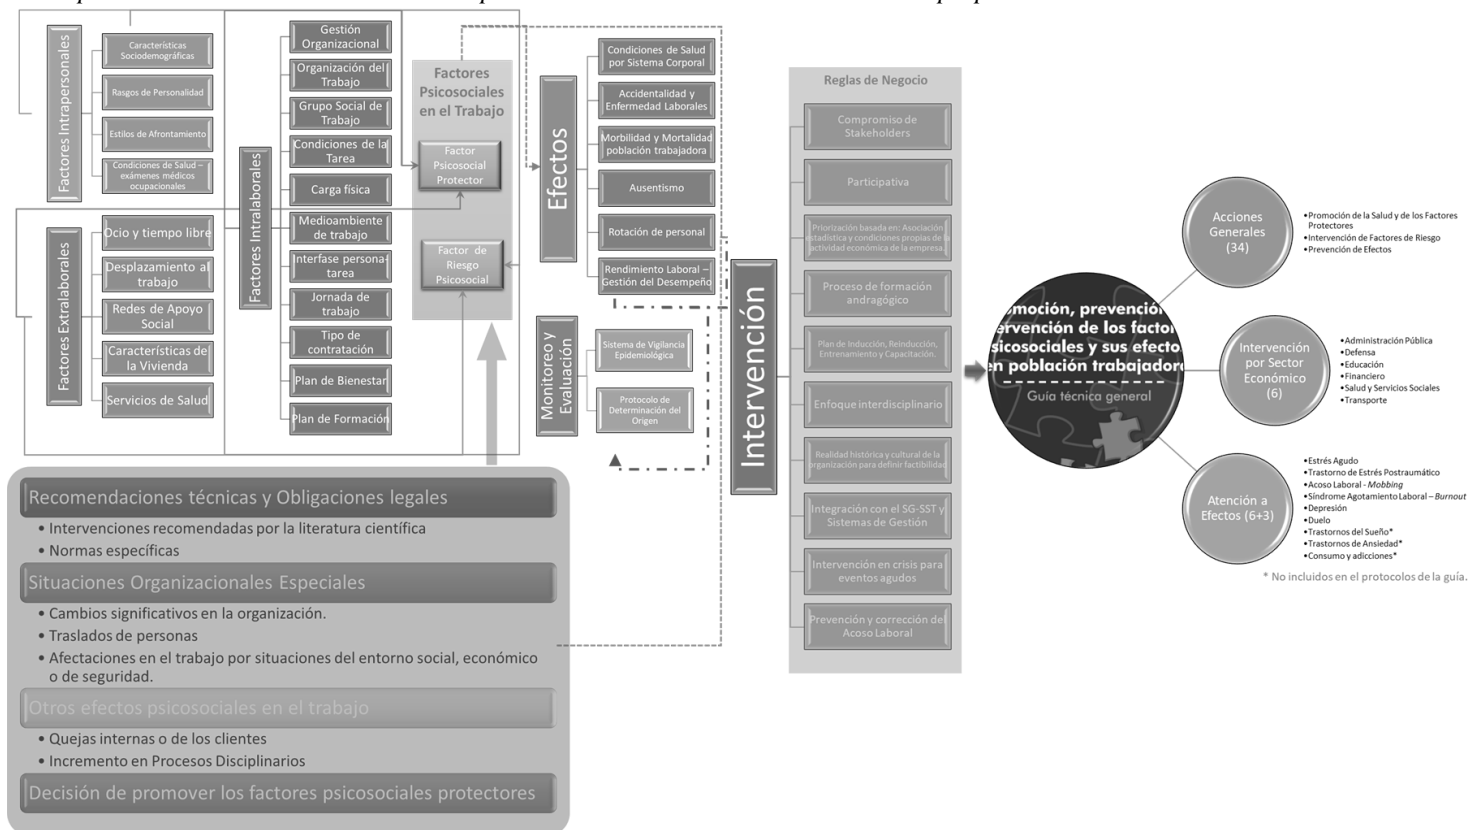 Factores Intrapersonales
Características
Sociodemográficas
Rasgos de Personalidad
Estilos de Afrontamiento
Condiciones de Salud –
exámenes médicos
ocupacionales
Factores Extralaborales
Ocio y tiempo libre
Desplazamiento al
trabajo
Redes de Apoyo
Social
Características de
la Vivienda
Servicios de Salud
Factores Intralaborales
Gestión
Organizacional
Organización del
Trabajo
Grupo Social de
Trabajo
Condiciones de la
Tarea
Carga física
Medioambiente
de trabajo
Interfase persona-
tarea
Jornada de
trabajo
Tipo de
contratación
Plan de Bienestar
Plan de Formación
Factores
Psicosociales
en el Trabajo
Factor
Psicosocial
Protector
Factor de
Riesgo
Psicosocial
Efectos
Condiciones de Salud
por Sistema Corporal
Accidentalidad y
Enfermedad Laborales
Morbilidad y Mortalidad
población trabajadora
Ausentismo
Rotación de personal
Rendimiento Laboral –
Gestión del Desempeño
Monitoreo y
Evaluación
Sistema de Vigilancia
Epidemiológica
Protocolo de
Determinación del
Origen
Intervención
Reglas de Negocio
Compromiso de
Stakeholders
Participativa
Priorización basada en: Asociación
estadística y condiciones propias de la
actividad económica de la empresa.
Proceso de formación
andragógico
Plan de Inducción, Reinducción,
Entrenamiento y Capacitación.
Enfoque interdisciplinario
Realidad histórica y cultural de la
organización para definir factibilidad
Integración con el SG-SST y
Sistemas de Gestión
Intervención en crisis para
eventos agudos
Prevención y corrección del
Acoso Laboral
omoción, prevención
ervención de los factor
sicosociales y sus efecto
en población trabajador
Guía técnica general
Acciones
Generales
(34)
•Promoción de la Salud y de los Factores
Protectores
•Intervención de Factores de Riesgo
•Prevención de Efectos
Intervención
por Sector
Económico
(6)
•Administración Pública
•Defensa
•Educación
•Financiero
•Salud y Servicios Sociales
•Transporte
Atención a
Efectos (6+3)
•Estrés Agudo
•Trastorno de Estrés Postraumático
•Acoso Laboral - Mobbing
•Síndrome Agotamiento Laboral – Burnout
•Depresión
•Duelo
•Trastornos del Sueño*
•Trastornos de Ansiedad*
•Consumo y adicciones*
* No incluidos en el protocolos de la guía.
Recomendaciones técnicas y Obligaciones legales
• Intervenciones recomendadas por la literatura científica
• Normas específicas
Situaciones Organizacionales Especiales
• Cambios significativos en la organización.
• Traslados de personas
• Afectaciones en el trabajo por situaciones del entorno social, económico
o de seguridad.
Otros efectos psicosociales en el trabajo
• Quejas internas o de los clientes
• Incremento en Procesos Disciplinarios
Decisión de promover los factores psicosociales protectores